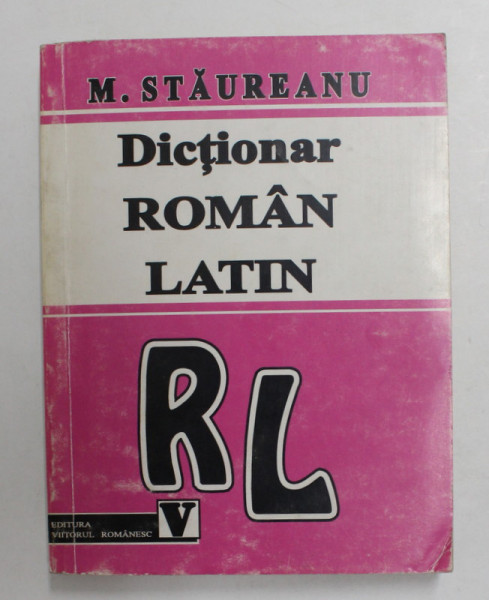 M. STĂUREANU
Dicţionar
ROMÂN
LATIN
RL
EDITURA
VIITORUL ROMÂNESC
V